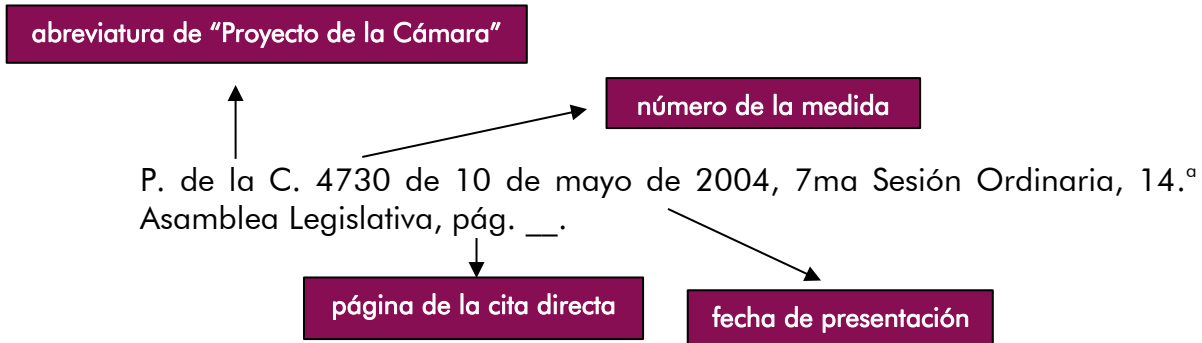 abreviatura de “Proyecto de la Cámara”
número de la medida
P. de la C. 4730 de 10 de mayo de 2004, 7ma Sesión Ordinaria, 14.ª
Asamblea Legislativa, pág. __.
página de la cita directa
fecha de presentación